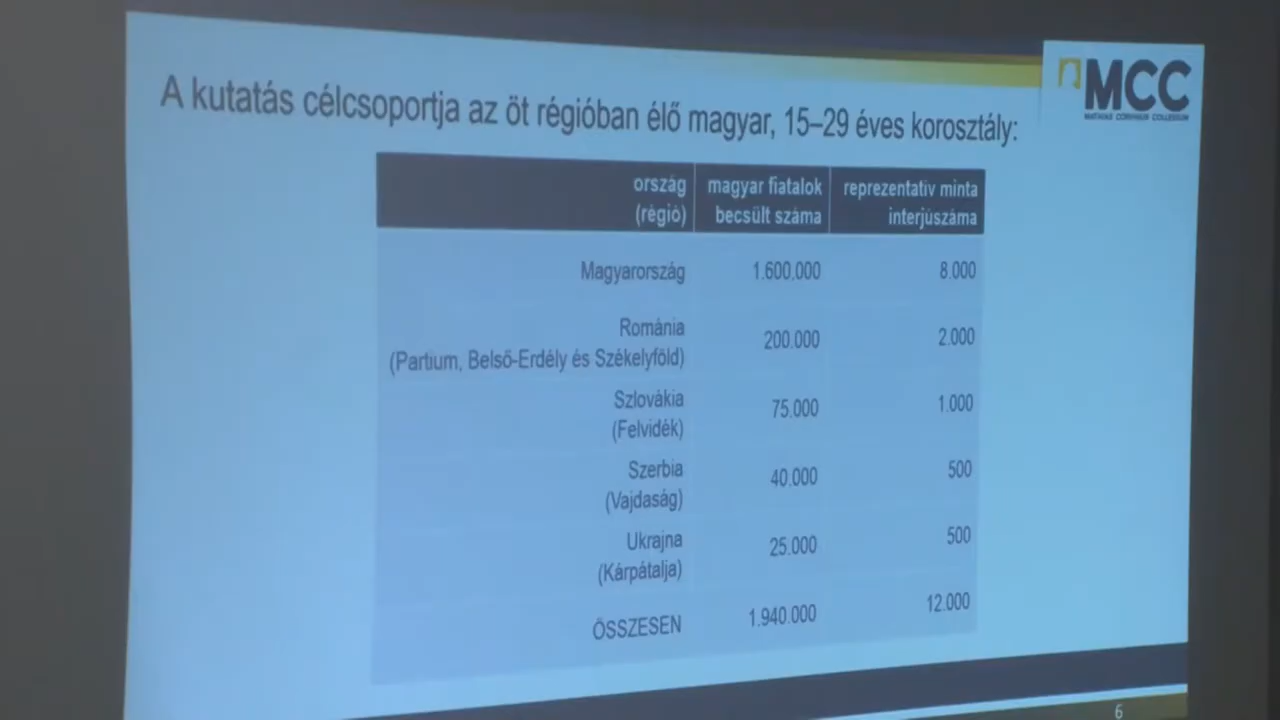 A kutatás célcsoportja az öt régióban élő magyar, 15–29 éves korosztály:
MCC
MATHIAS CORVINUS COLLEGIUM
ország (régió) magyar fiatalok becsült száma reprezentatív minta interjúszáma
Magyarország 1.600.000 8.000
Románia (Partium, Belső-Erdély és Székelyföld) 200.000 2.000
Szlovákia (Felvidék) 75.000 1.000
Szerbia (Vajdaság) 40.000 500
Ukrajna (Kárpátalja) 25.000 500
ÖSSZESEN 1.940.000 12.000
6